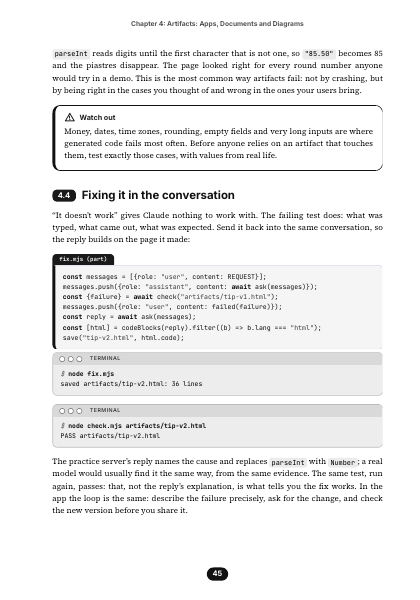 Chapter 4: Artifacts: Apps, Documents and Diagrams
parseInt reads digits until the first character that is not one, so "85.50" becomes 85
and the piastres disappear. The page looked right for every round number anyone
would try in a demo. This is the most common way artifacts fail: not by crashing, but
by being right in the cases you thought of and wrong in the ones your users bring.
Watch out
Money, dates, time zones, rounding, empty fields and very long inputs are where
generated code fails most often. Before anyone relies on an artifact that touches
them, test exactly those cases, with values from real life.
4.4 Fixing it in the conversation
“It doesn’t work” gives Claude nothing to work with. The failing test does: what was
typed, what came out, what was expected. Send it back into the same conversation, so
the reply builds on the page it made:
fix.mjs (part)
const messages = [{role: "user", content: REQUEST}];
messages.push({role: "assistant", content: await ask(messages)});
const {failure} = await check("artifacts/tip-v1.html");
messages.push({role: "user", content: failed(failure)});
const reply = await ask(messages);
const [html] = codeBlocks(reply).filter((b) => b.lang === "html");
save("tip-v2.html", html.code);
TERMINAL
$ node fix.mjs
saved artifacts/tip-v2.html: 36 lines
TERMINAL
$ node check.mjs artifacts/tip-v2.html
PASS artifacts/tip-v2.html
The practice server’s reply names the cause and replaces parseInt with Number; a real
model would usually find it the same way, from the same evidence. The same test, run
again, passes: that, not the reply’s explanation, is what tells you the fix works. In the
app the loop is the same: describe the failure precisely, ask for the change, and check
the new version before you share it.
45